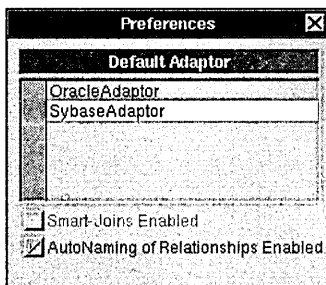 Preferences
Default Adaptor
OracleAdaptor
SybaseAdaptor
Smart-Joins Enabled
AutoNaming of Relationships Enabled